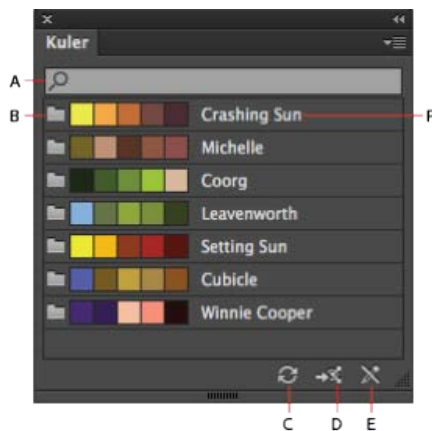 Kuler
A
B
Crashing Sun
F
Michelle
Coorg
Leavenworth
Setting Sun
Cubicle
Winnie Cooper
C
D
E